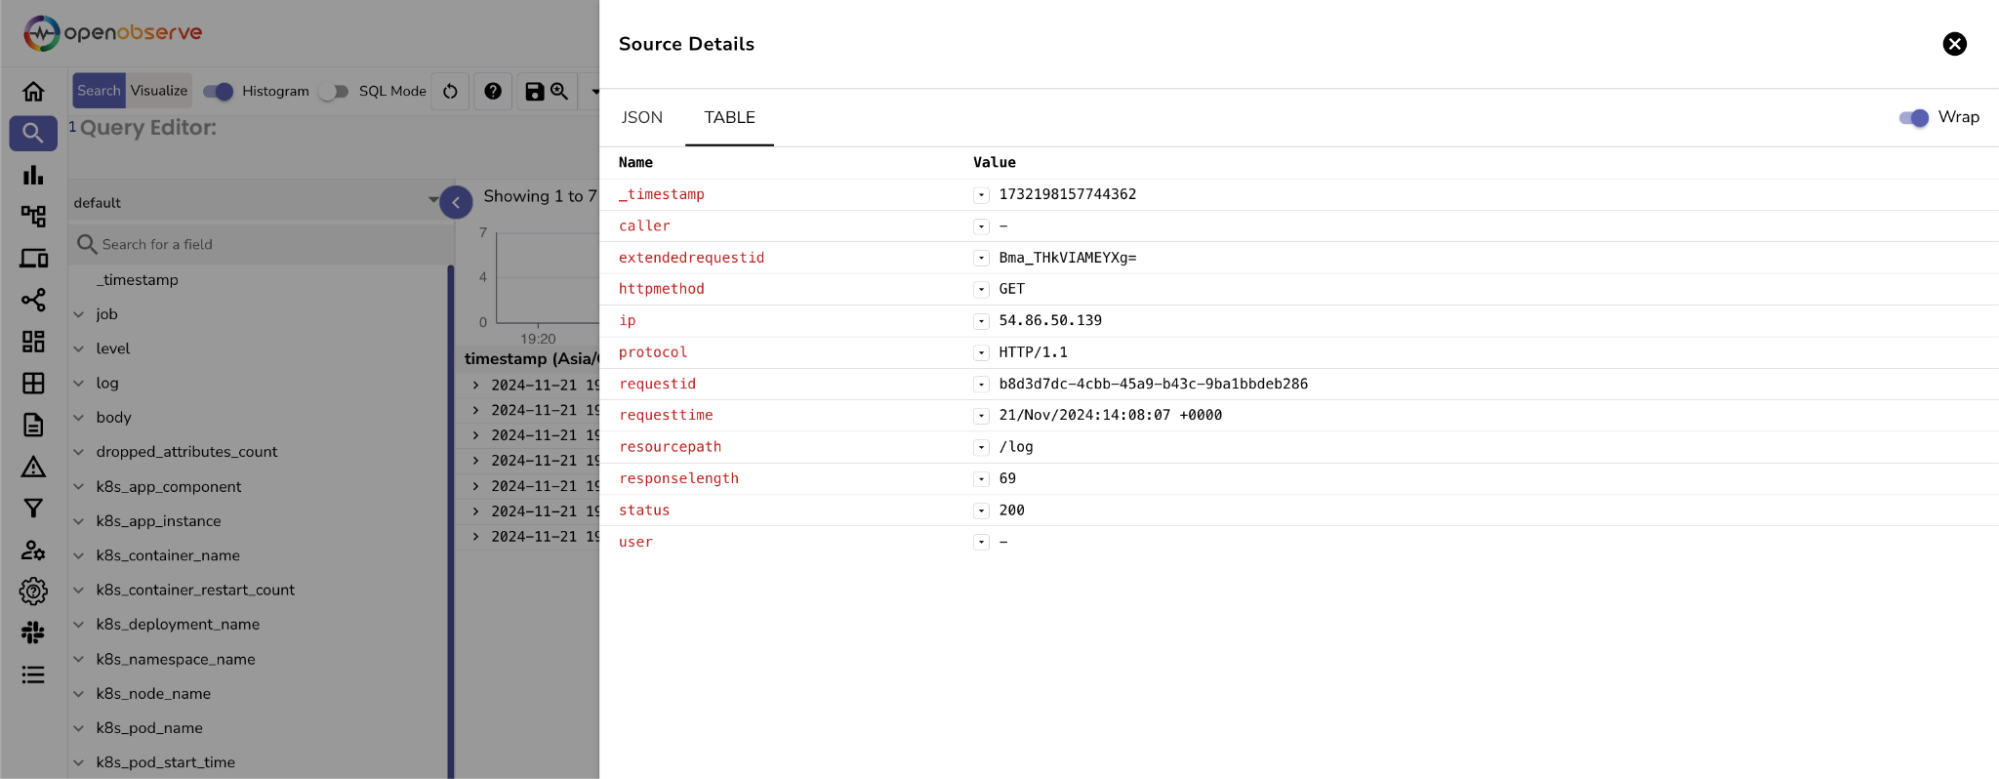 openobserve
Search Visualize Histogram SQL Mode
1 Query Editor:
default
Search for a field
_timestamp
job
level
log
body
dropped_attributes_count
k8s_app_component
k8s_app_instance
k8s_container_name
k8s_container_restart_count
k8s_deployment_name
k8s_namespace_name
k8s_node_name
k8s_pod_name
k8s_pod_start_time
Showing 1 to 7
7
4
0
19:20
timestamp (Asia/
2024-11-21 19
2024-11-21 19
2024-11-21 19
2024-11-21 19
2024-11-21 19
2024-11-21 19
2024-11-21 19
Source Details
JSON TABLE Wrap
Name Value
_timestamp 1732198157744362
caller -
extendedrequestid Bma_THkVIAMEYXg=
httpmethod GET
ip 54.86.50.139
protocol HTTP/1.1
requestid b8d3d7dc-4cbb-45a9-b43c-9ba1bbdeb286
requesttime 21/Nov/2024:14:08:07 +0000
resourcepath /log
responselength 69
status 200
user -